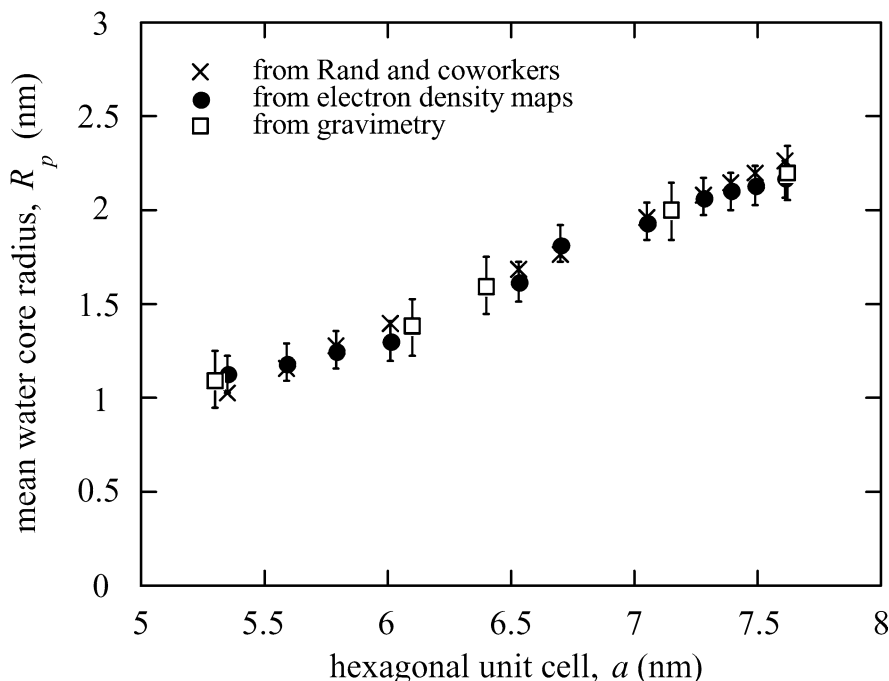 3
2.5
2
1.5
1
0.5
0
mean water core radius, R p (nm)
from Rand and coworkers
from electron density maps
from gravimetry
5 5.5 6 6.5 7 7.5 8
hexagonal unit cell, a (nm)